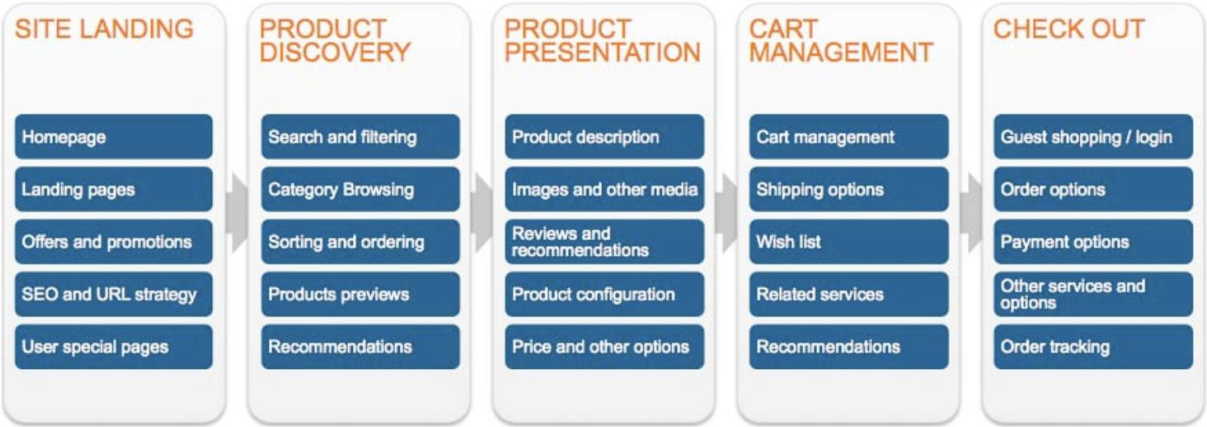 SITE LANDING
Homepage
Landing pages
Offers and promotions
SEO and URL strategy
User special pages
PRODUCT
DISCOVERY
Search and filtering
Category Browsing
Sorting and ordering
Products previews
Recommendations
PRODUCT
PRESENTATION
Product description
Images and other media
Reviews and
recommendations
Product configuration
Price and other options
CART
MANAGEMENT
Cart management
Shipping options
Wish list
Related services
Recommendations
CHECK OUT
Guest shopping / login
Order options
Payment options
Other services and
options
Order tracking